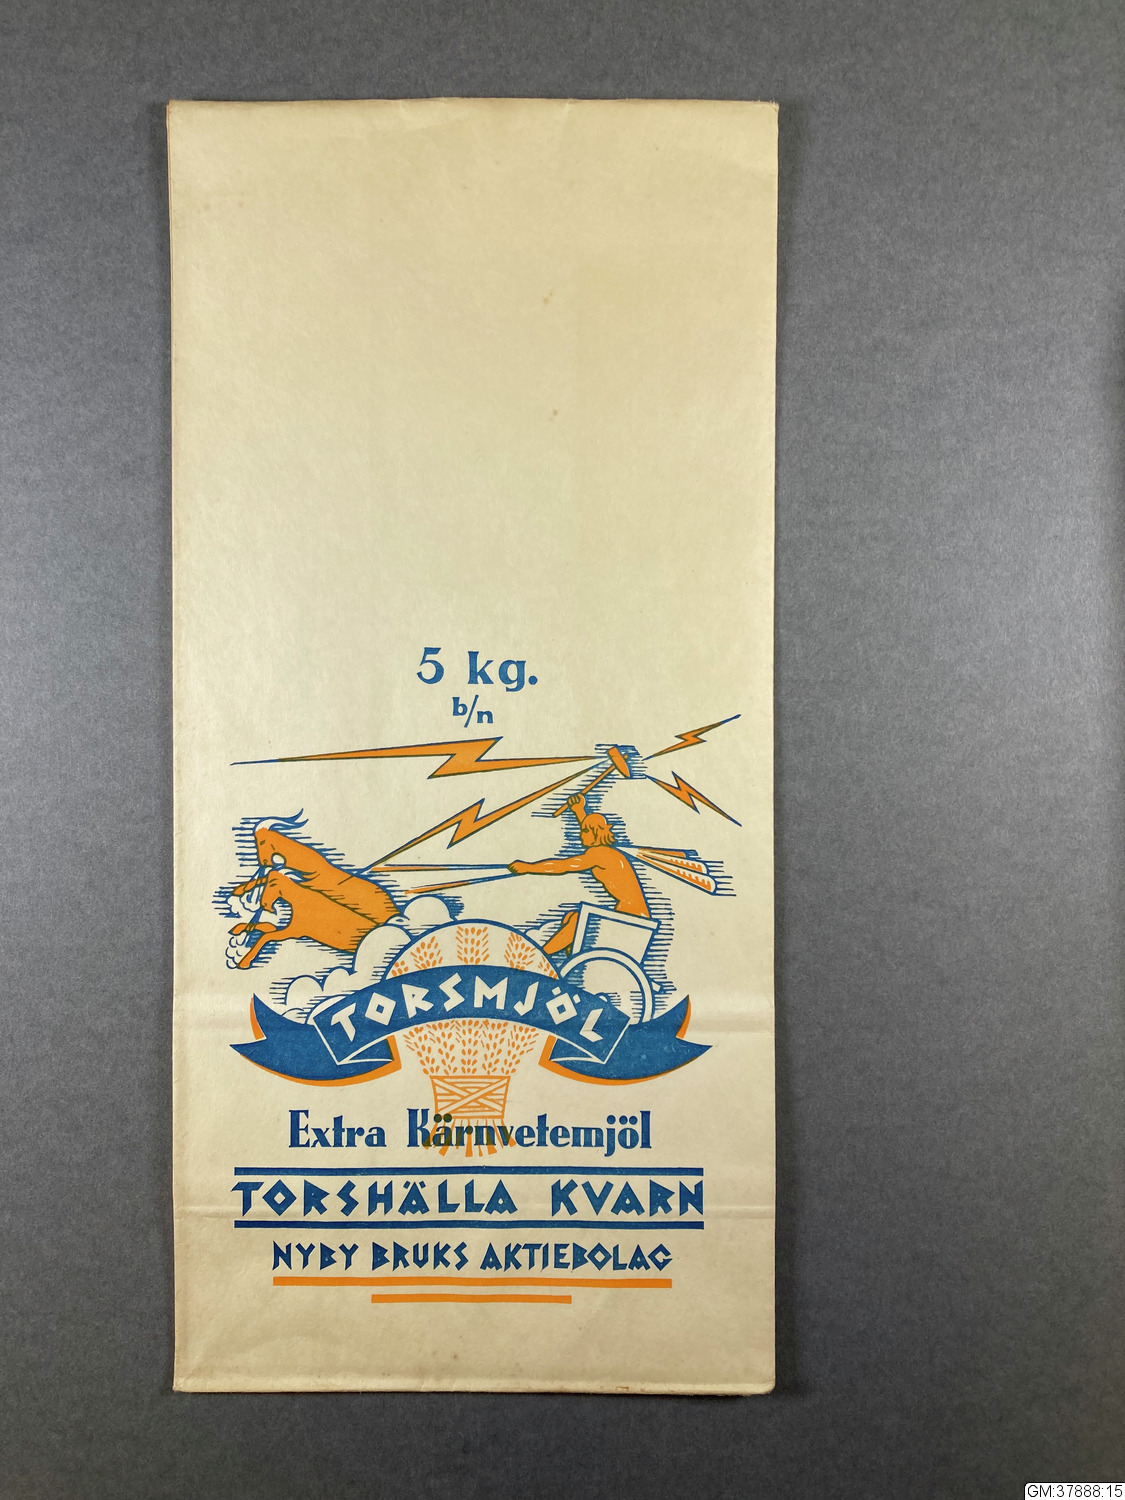 5 kg.
b/n
TORSMJÖL
Extra Kärnvetemjöl
TORSHÄLLA KVARN
NYBY BRUKS AKTIEBOLAG
GM:37888:15